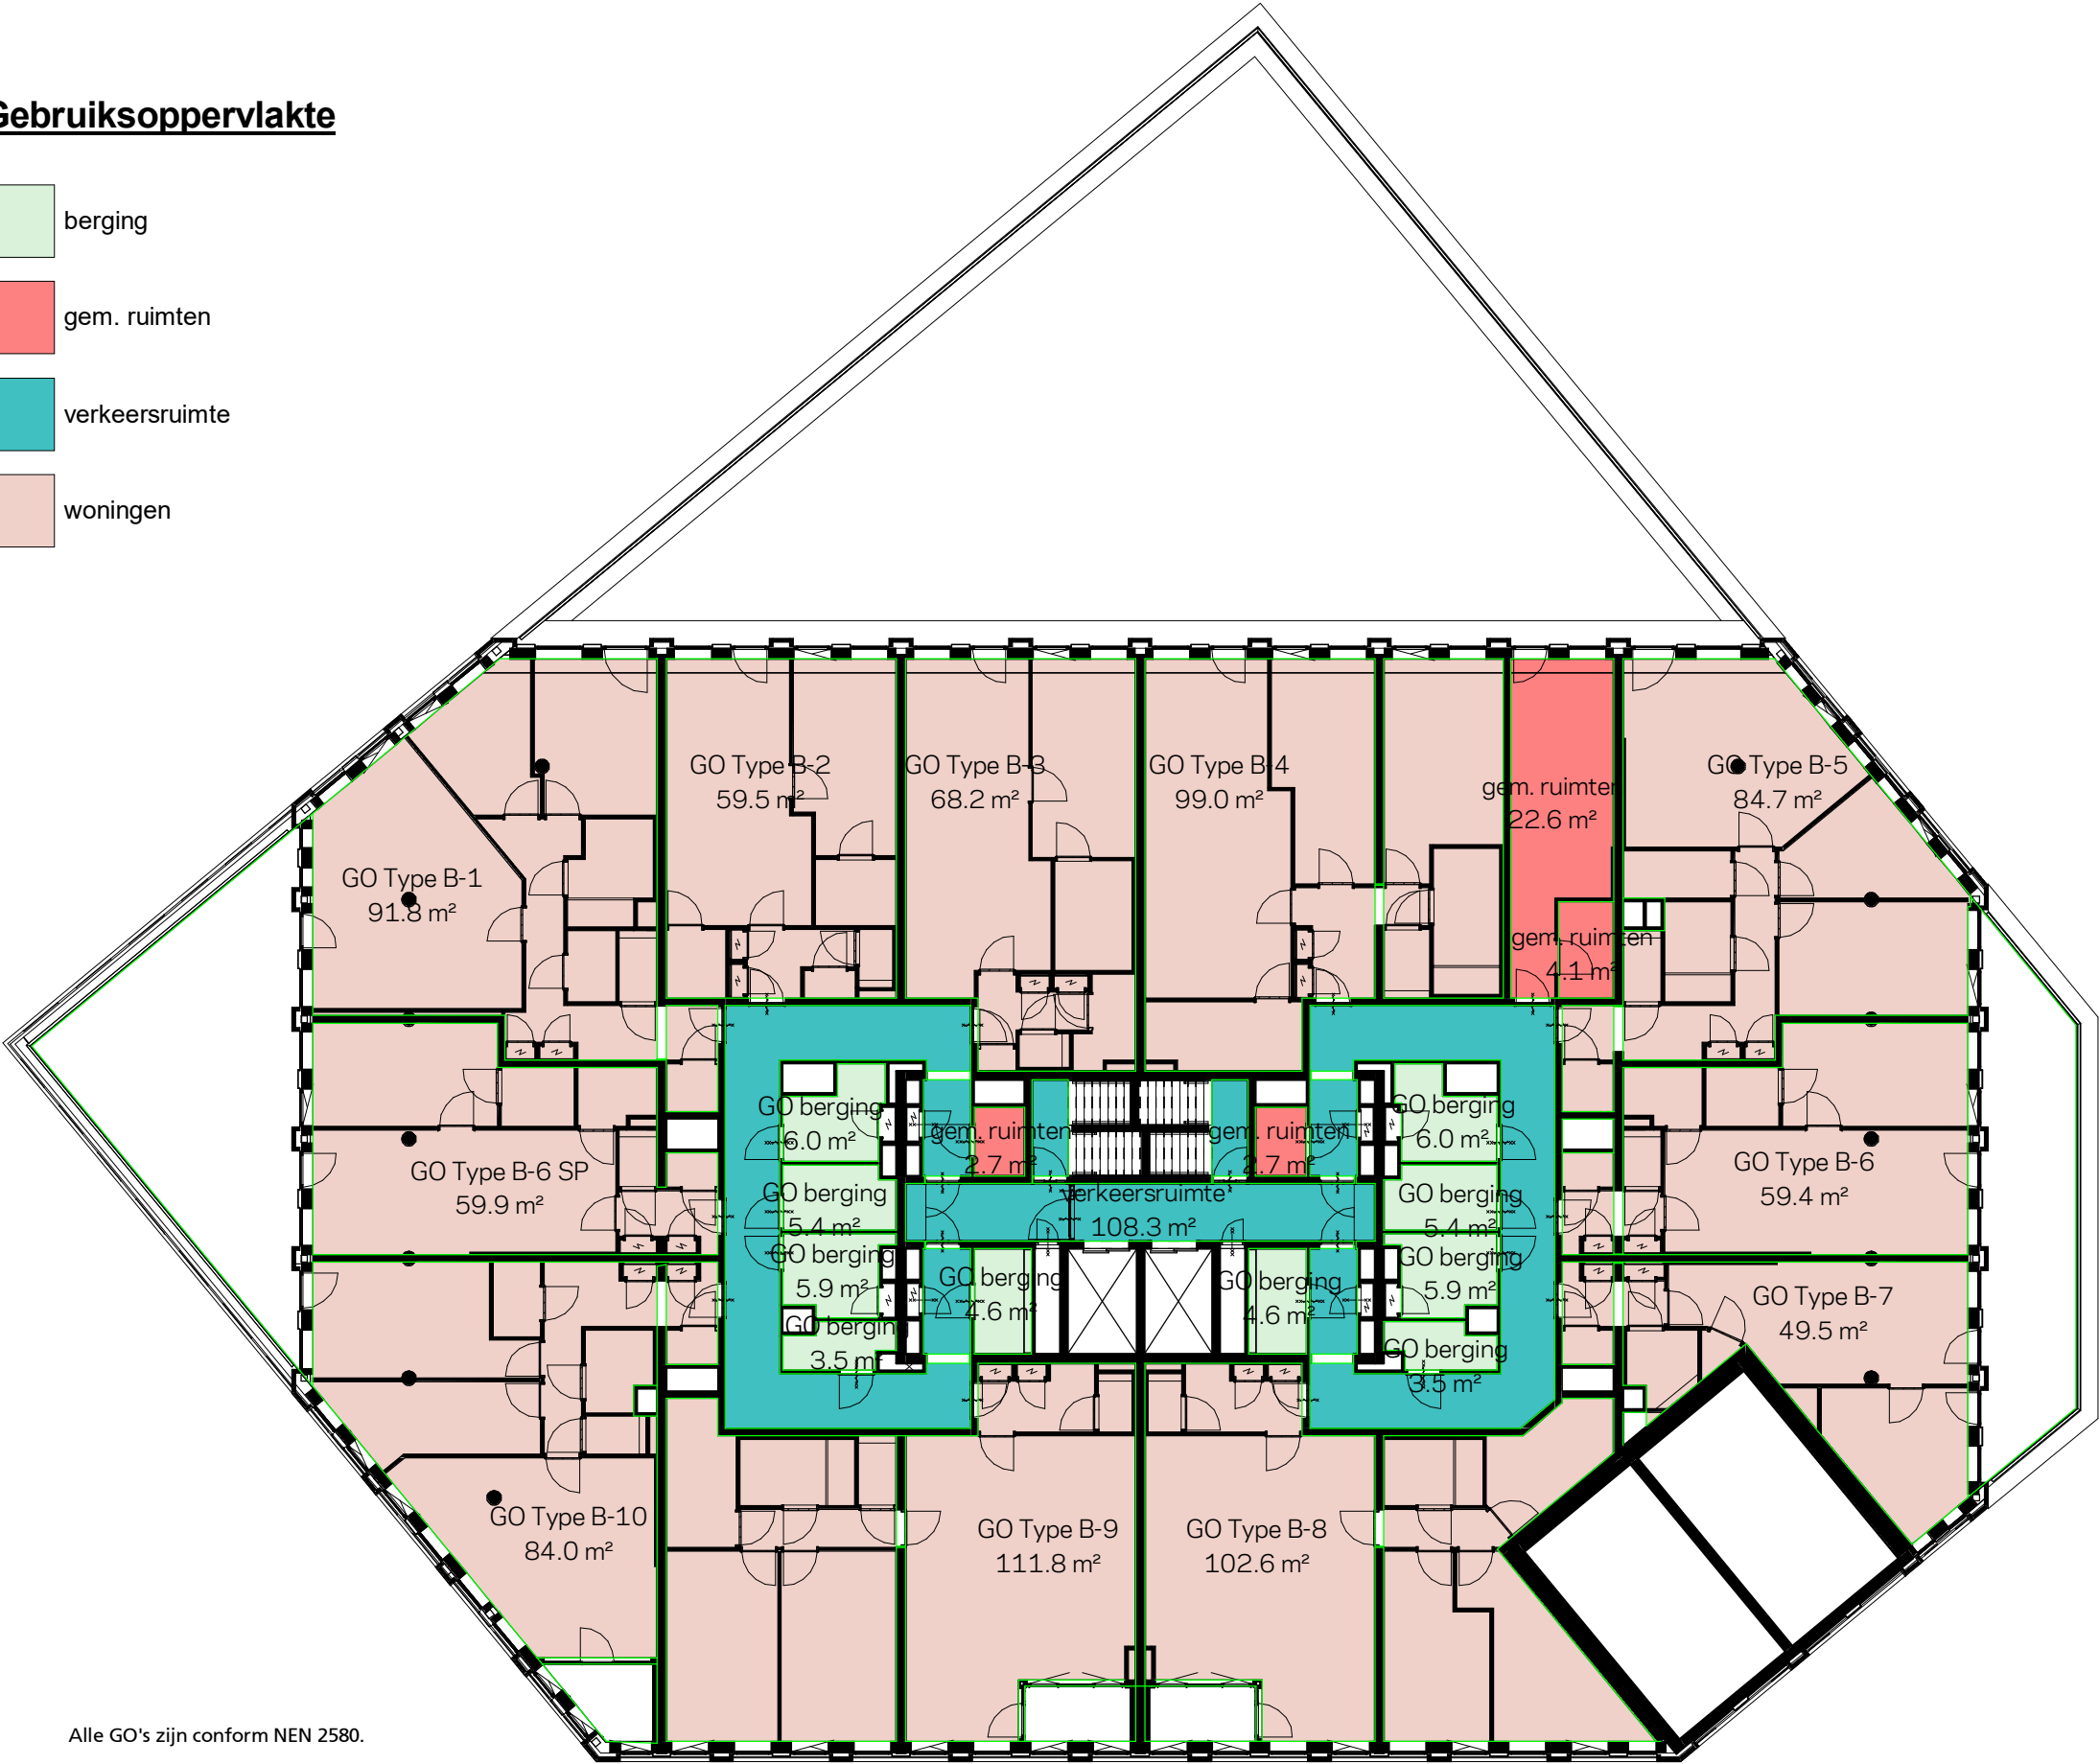 Gebruiksoppervlakte
berging
gem. ruimten
verkeersruimte
woningen
GO Type B-1
91.8 m²
GO Type B-2
59.5 m²
GO Type B-3
68.2 m²
GO Type B-4
99.0 m²
gem. ruimten
22.6 m²
GO Type B-5
84.7 m²
gem. ruimten
4.1 m²
GO berging
6.0 m²
gem. ruimten
2.7 m²
gem. ruimten
2.7 m²
GO berging
6.0 m²
GO Type B-6 SP
59.9 m²
GO berging
5.4 m²
verkeersruimte
108.3 m²
GO berging
5.4 m²
GO Type B-6
59.4 m²
GO berging
5.9 m²
GO berging
4.6 m²
GO berging
4.6 m²
GO berging
5.9 m²
GO Type B-7
49.5 m²
GO berging
3.5 m²
GO berging
3.5 m²
GO Type B-10
84.0 m²
GO Type B-9
111.8 m²
GO Type B-8
102.6 m²
Alle GO's zijn conform NEN 2580.